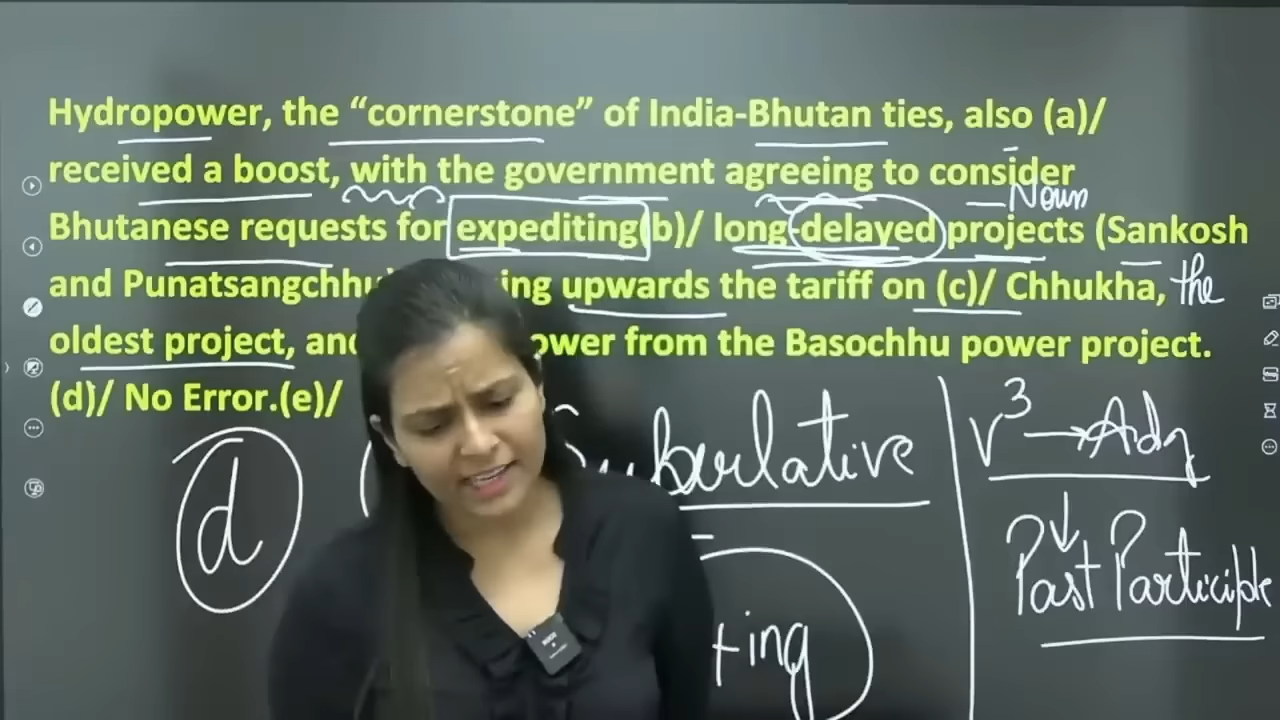 Hydropower, the “cornerstone” of India-Bhutan ties, also (a)/
received a boost, with the government agreeing to consider
Noun
Bhutanese requests for expediting(b)/ long-delayed projects (Sankosh
and Punatsangchhu ing upwards the tariff on (c)/ Chhukha, the
oldest project, and ower from the Basochhu power project.
(d)/ No Error.(e)/
d
perlative
V3 → Adj
↓
Past Participle
+ing